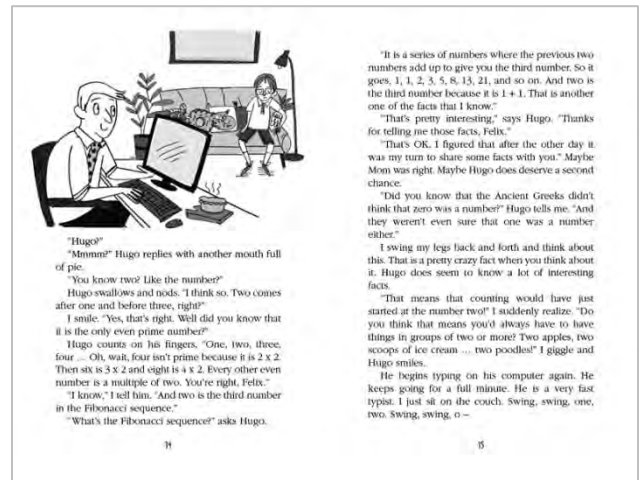 "Hugo?"
"Mmmm?" Hugo replies with another mouth full
of pie.
"You know two? Like the number?"
Hugo swallows and nods. "I think so. Two comes
after one and before three, right?"
I smile. "Yes, that's right. Well did you know that
it is the only even prime number?"
Hugo counts on his fingers, "One, two, three,
four ... Oh, wait, four isn't prime because it is 2 x 2.
Then six is 3 x 2 and eight is 4 x 2. Every other even
number is a multiple of two. You're right, Felix."
"I know," I tell him. "And two is the third number
in the Fibonacci sequence."
"What's the Fibonacci sequence?" asks Hugo.
14
"It is a series of numbers where the previous two
numbers add up to give you the third number. So it
goes, 1, 1, 2, 3, 5, 8, 13, 21, and so on. And two is
the third number because it is 1 + 1. That is another
one of the facts that I know."
"That's pretty interesting," says Hugo. "Thanks
for telling me those facts, Felix."
"That's OK. I figured that after the other day it
was my turn to share some facts with you." Maybe
Mom was right. Maybe Hugo does deserve a second
chance.
"Did you know that the Ancient Greeks didn't
think that zero was a number?" Hugo tells me. "And
they weren't even sure that one was a number
either."
I swing my legs back and forth and think about
this. That is a pretty crazy fact when you think about
it. Hugo does seem to know a lot of interesting
facts.
"That means that counting would have just
started at the number two!" I suddenly realize. "Do
you think that means you'd always have to have
things in groups of two or more? Two apples, two
scoops of ice cream ... two poodles!" I giggle and
Hugo smiles.
He begins typing on his computer again. He
keeps going for a full minute. He is a very fast
typist. I just sit on the couch. Swing, swing, one,
two. Swing, swing, o –
15